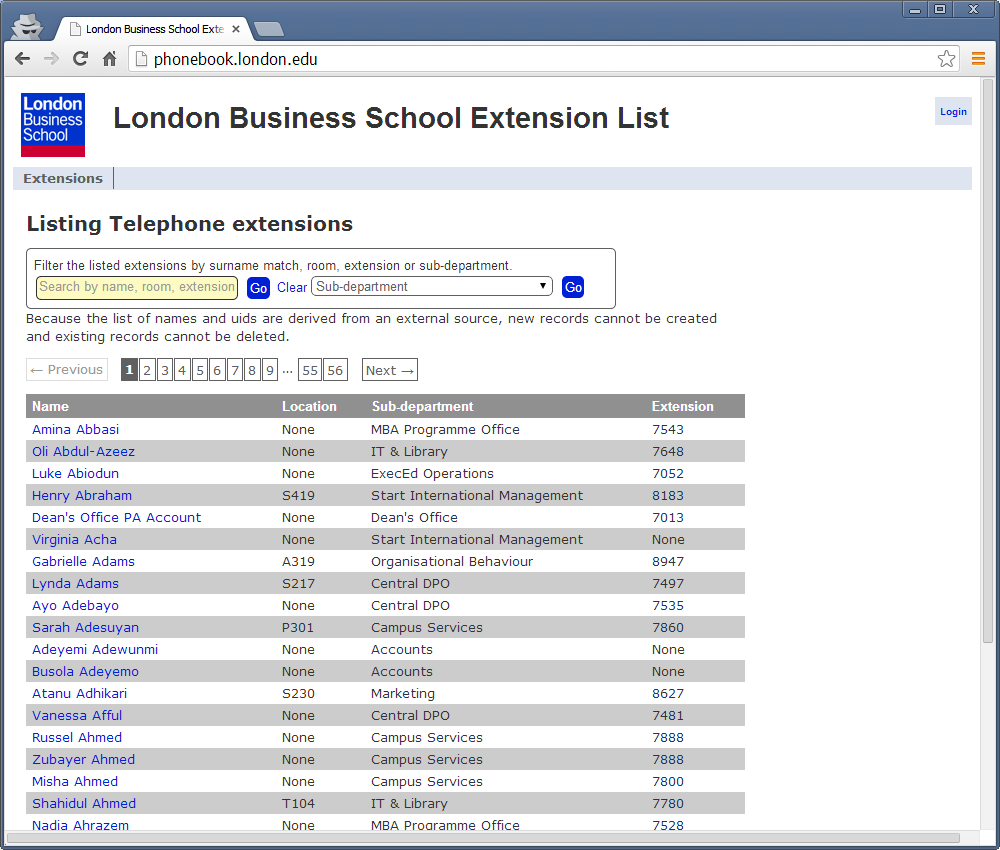 London Business School Exte
phonebook.london.edu
London
Business
School
London Business School Extension List
Login
Extensions
Listing Telephone extensions
Filter the listed extensions by surname match, room, extension or sub-department.
Search by name, room, extension Go Clear Sub-department Go
Because the list of names and uids are derived from an external source, new records cannot be created
and existing records cannot be deleted.
← Previous 1 2 3 4 5 6 7 8 9 ... 55 56 Next →
Name Location Sub-department Extension
Amina Abbasi None MBA Programme Office 7543
Oli Abdul-Azeez None IT & Library 7648
Luke Abiodun None ExecEd Operations 7052
Henry Abraham S419 Start International Management 8183
Dean's Office PA Account None Dean's Office 7013
Virginia Acha None Start International Management None
Gabrielle Adams A319 Organisational Behaviour 8947
Lynda Adams S217 Central DPO 7497
Ayo Adebayo None Central DPO 7535
Sarah Adesuyan P301 Campus Services 7860
Adeyemi Adewunmi None Accounts None
Busola Adeyemo None Accounts None
Atanu Adhikari S230 Marketing 8627
Vanessa Afful None Central DPO 7481
Russel Ahmed None Campus Services 7888
Zubayer Ahmed None Campus Services 7888
Misha Ahmed None Campus Services 7800
Shahidul Ahmed T104 IT & Library 7780
Nadia Ahrazem None MBA Programme Office 7528